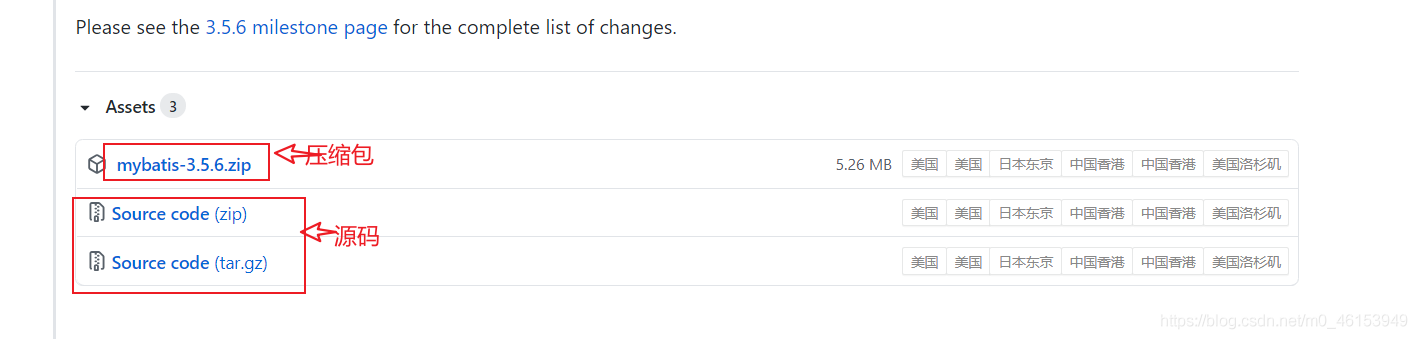 Please see the 3.5.6 milestone page for the complete list of changes.
Assets 3
mybatis-3.5.6.zip 压缩包 5.26 MB 美国 美国 日本东京 中国香港 中国香港 美国洛杉矶
Source code (zip) 美国 美国 日本东京 中国香港 中国香港 美国洛杉矶
源码
Source code (tar.gz) 美国 美国 日本东京 中国香港 中国香港 美国洛杉矶
https://blog.csdn.net/m0_46153949